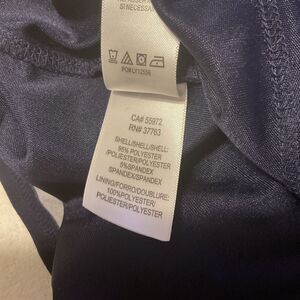 SI NECESSA
CA# 55972
RN# 37763
SHELL/SHELL/SHELL:
95% POLYESTER
/POLIESTER/POLYESTER
5%SPANDEX
SPANDEX/SPANDEX
LINING/FORRO/DOUBLURE:
100% POLYESTER/
POLIESTER/POLYESTER